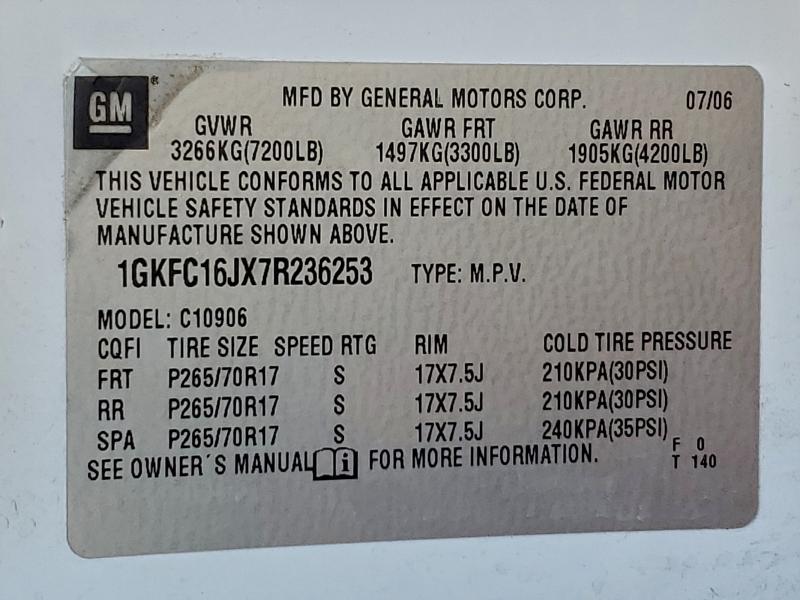 GM ® MFD BY GENERAL MOTORS CORP. 07/06
GVWR GAWR FRT GAWR RR
3266KG(7200LB) 1497KG(3300LB) 1905KG(4200LB)
THIS VEHICLE CONFORMS TO ALL APPLICABLE U.S. FEDERAL MOTOR
VEHICLE SAFETY STANDARDS IN EFFECT ON THE DATE OF
MANUFACTURE SHOWN ABOVE.
1GKFC16JX7R236253 TYPE: M.P.V.
MODEL: C10906
CQFI TIRE SIZE SPEED RTG RIM COLD TIRE PRESSURE
FRT P265/70R17 S 17X7.5J 210KPA(30PSI)
RR P265/70R17 S 17X7.5J 210KPA(30PSI)
SPA P265/70R17 S 17X7.5J 240KPA(35PSI)
SEE OWNER´S MANUAL i FOR MORE INFORMATION.
F 0
T 140